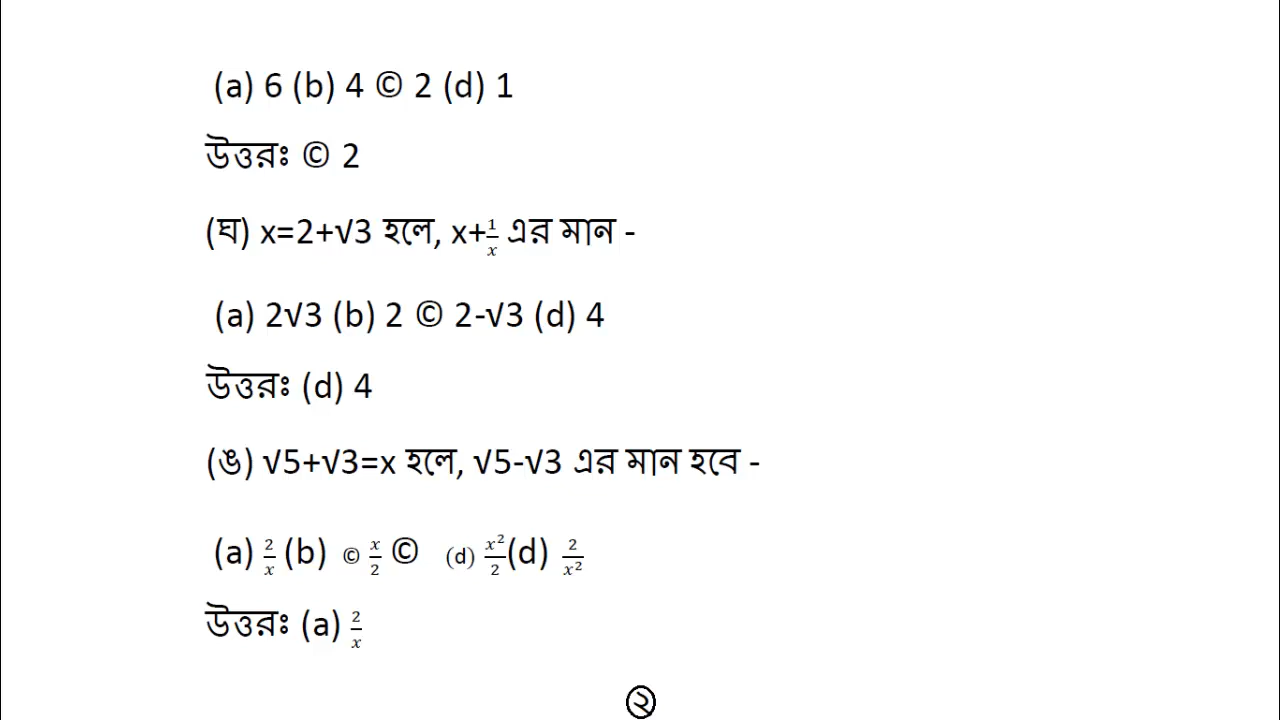 (a) 6 (b) 4 © 2 (d) 1
উত্তরঃ © 2
(ঘ) x=2+√3 হলে, x+1/x এর মান -
(a) 2√3 (b) 2 © 2-√3 (d) 4
উত্তরঃ (d) 4
(ঙ) √5+√3=x হলে, √5-√3 এর মান হবে -
(a) 2/x (b) © x/2 © (d) x²/2 (d) 2/x²
উত্তরঃ (a) 2/x
২